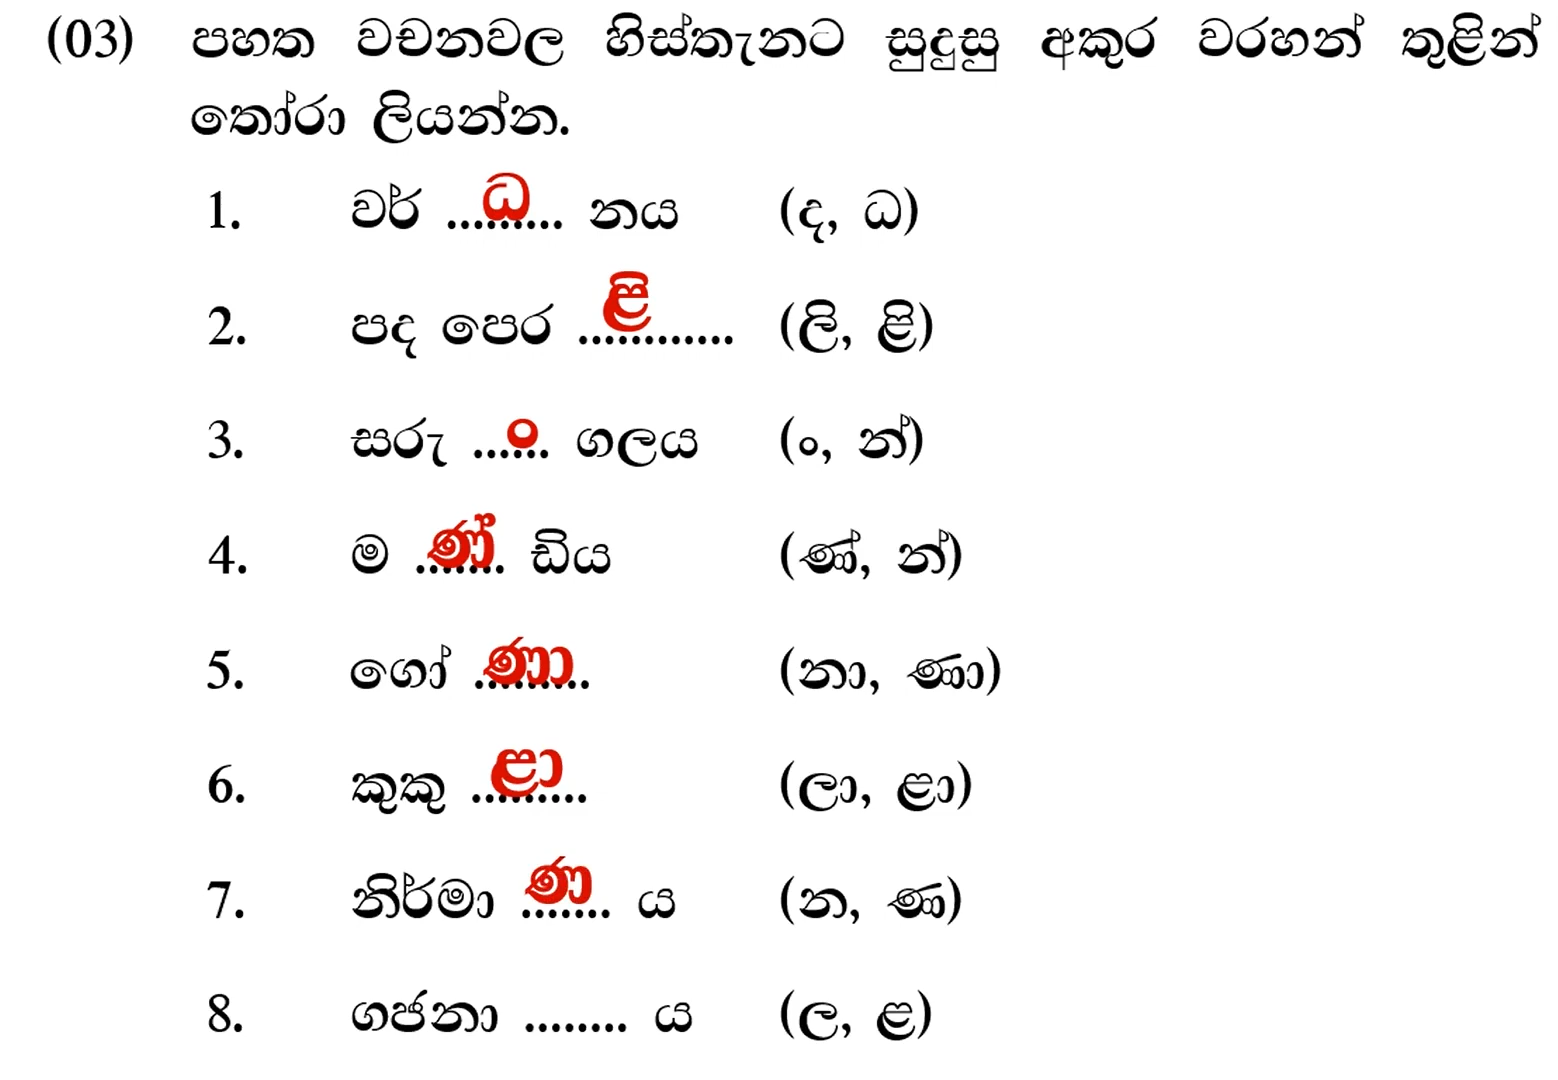 (03) පහත වචනවල හිස්තැනට සුදුසු අකුර වරහන් තුළින්
තෝරා ලියන්න.
1. වර් ...ධ... නය (ද, ධ)
2. පද පෙර ...ළි......... (ලි, ළි)
3. සරු ...ං... ගලය (ං, න්)
4. ම ...ණ්... ඩිය (ණ්, න්)
5. ගෝ ...ණා... (නා, ණා)
6. කුකු ...ළා... (ලා, ළා)
7. නිර්මා ...ණ... ය (න, ණ)
8. ගජනා ........ ය (ල, ළ)